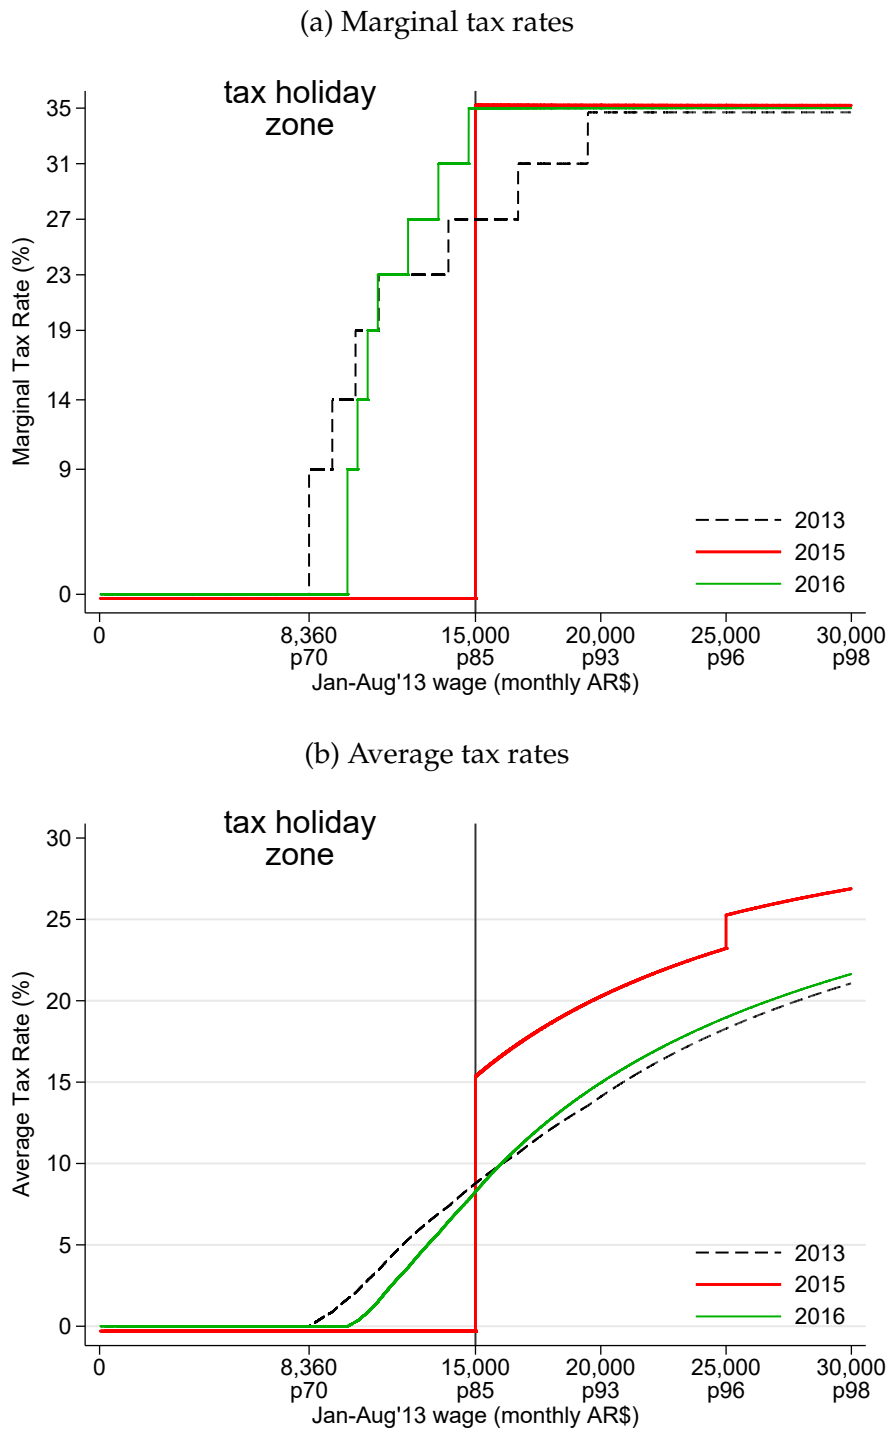 (a) Marginal tax rates
tax holiday
zone
35
31
27
23
19
14
9
0
Marginal Tax Rate (%)
2013
2015
2016
0 8,360 15,000 20,000 25,000 30,000
p70 p85 p93 p96 p98
Jan-Aug'13 wage (monthly AR$)
(b) Average tax rates
tax holiday
zone
30
25
20
15
10
5
0
Average Tax Rate (%)
2013
2015
2016
0 8,360 15,000 20,000 25,000 30,000
p70 p85 p93 p96 p98
Jan-Aug'13 wage (monthly AR$)